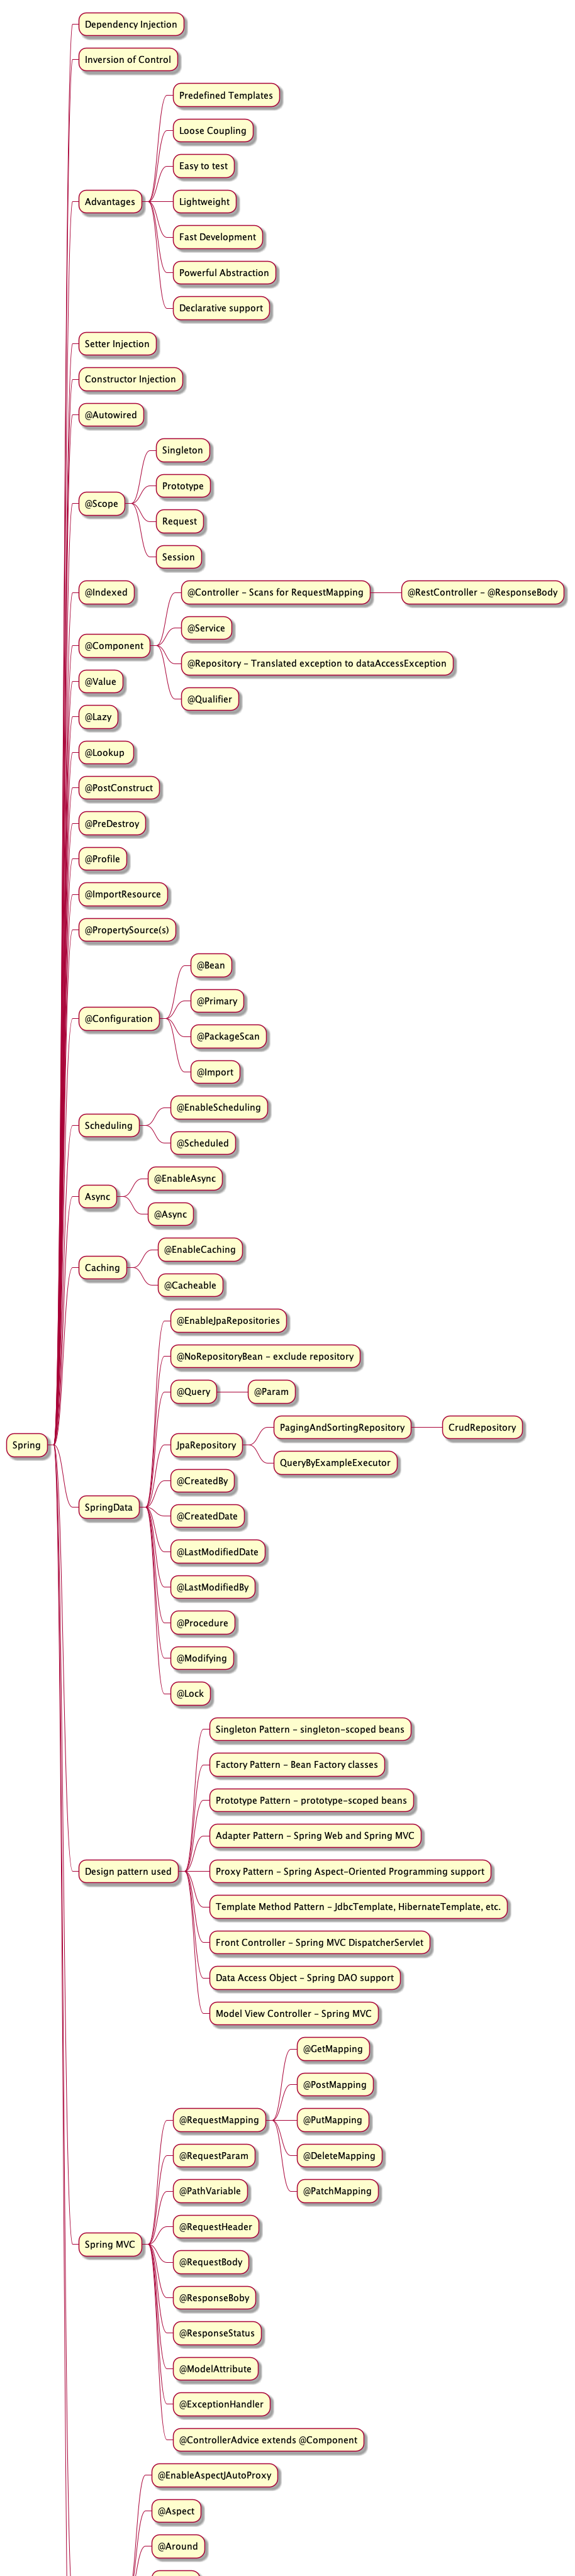 Dependency Injection
Inversion of Control
Predefined Templates
Loose Coupling
Easy to test
Advantages
Lightweight
Fast Development
Powerful Abstraction
Declarative support
Setter Injection
Constructor Injection
@Autowired
Singleton
Prototype
@Scope
Request
Session
@Indexed
@Controller - Scans for RequestMapping
@RestController - @ResponseBody
@Service
@Component
@Repository - Translated exception to dataAccessException
@Value
@Qualifier
@Lazy
@Lookup
@PostConstruct
@PreDestroy
@Profile
@ImportResource
@PropertySource(s)
@Bean
@Primary
@Configuration
@PackageScan
@Import
@EnableScheduling
Scheduling
@Scheduled
@EnableAsync
Async
@Async
@EnableCaching
Caching
@Cacheable
@EnableJpaRepositories
@NoRepositoryBean - exclude repository
@Query
@Param
PagingAndSortingRepository
CrudRepository
Spring
JpaRepository
QueryByExampleExecutor
@CreatedBy
SpringData
@CreatedDate
@LastModifiedDate
@LastModifiedBy
@Procedure
@Modifying
@Lock
Singleton Pattern - singleton-scoped beans
Factory Pattern - Bean Factory classes
Prototype Pattern - prototype-scoped beans
Adapter Pattern - Spring Web and Spring MVC
Design pattern used
Proxy Pattern - Spring Aspect-Oriented Programming support
Template Method Pattern - JdbcTemplate, HibernateTemplate, etc.
Front Controller - Spring MVC DispatcherServlet
Data Access Object - Spring DAO support
Model View Controller - Spring MVC
@GetMapping
@PostMapping
@RequestMapping
@PutMapping
@RequestParam
@DeleteMapping
@PathVariable
@PatchMapping
@RequestHeader
Spring MVC
@RequestBody
@ResponseBoby
@ResponseStatus
@ModelAttribute
@ExceptionHandler
@ControllerAdvice extends @Component
@EnableAspectJAutoProxy
@Aspect
@Around